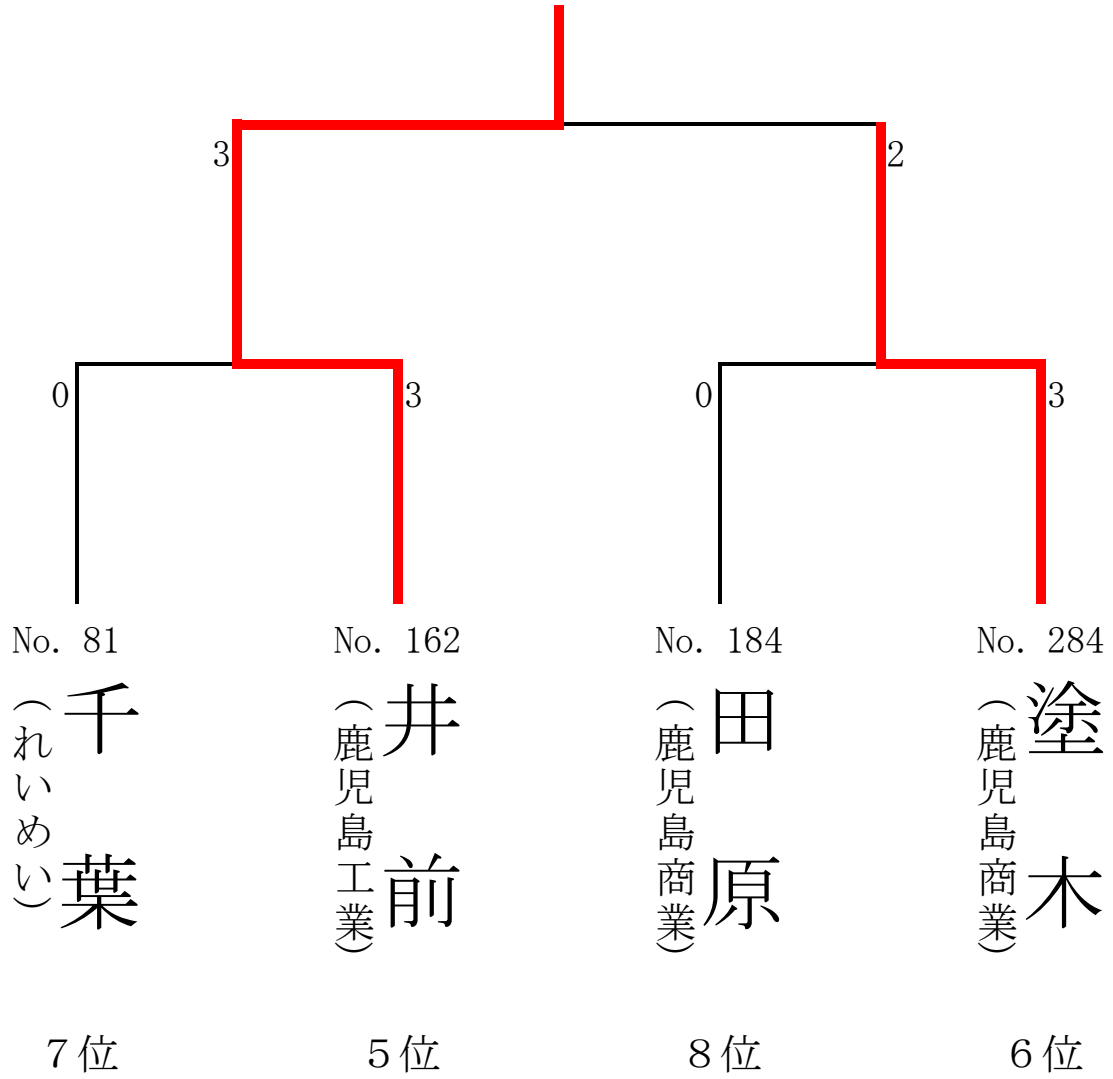 3
2
0
3
0
3
No. 81
No. 162
No. 184
No. 284
千葉
（れいめい）
井前
（鹿児島工業）
田原
（鹿児島商業）
塗木
（鹿児島商業）
７位
５位
８位
６位